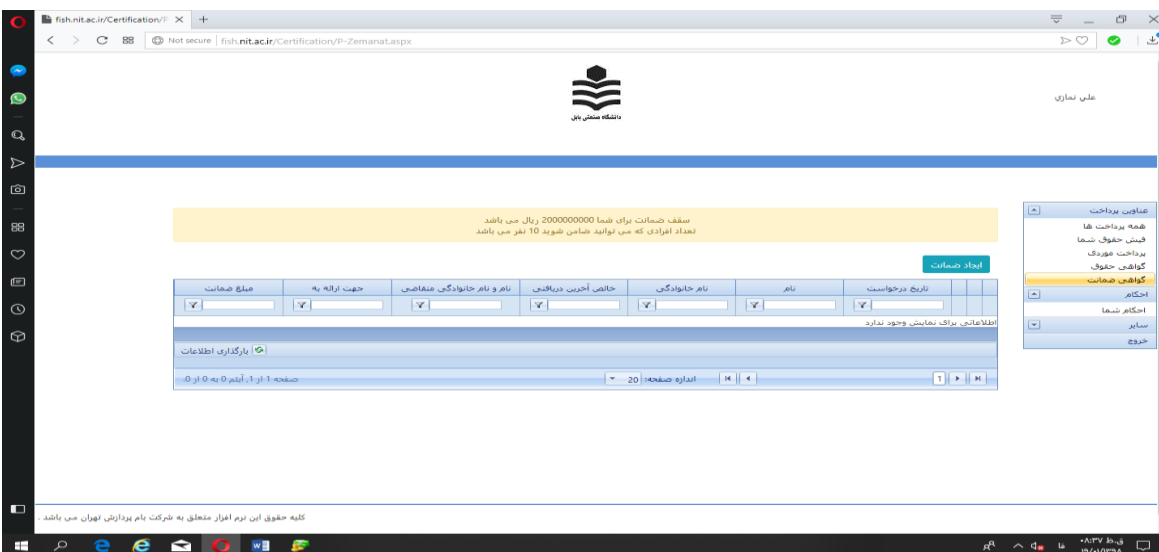 fish.nit.ac.ir/Certification/P
Not secure fish.nit.ac.ir/Certification/P-Zemanat.aspx
دانشگاه صنعتی بابل
علی نمازی
سقف ضمانت برای شما 2000000000 ریال می باشد
تعداد افرادی که می توانید ضامن شوید 10 نفر می باشد
عناوین پرداخت
همه پرداخت ها
فیش حقوق شما
پرداخت موردی
گواهی حقوق
گواهی ضمانت
احکام
احکام شما
سایر
خروج
ایجاد ضمانت
تاریخ درخواست نام نام خانوادگی خالص آخرین دریافتی نام و نام خانوادگی متقاضی جهت ارائه به مبلغ ضمانت
اطلاعاتی برای نمایش وجود ندارد
بارگذاری اطلاعات
1 اندازه صفحه: 20 صفحه 1 از 1, آیتم 0 به 0 از 0.
کلیه حقوق این نرم افزار متعلق به شرکت بام پردازش تهران می باشد .
فا ۰۸:۳۷ ق.ظ